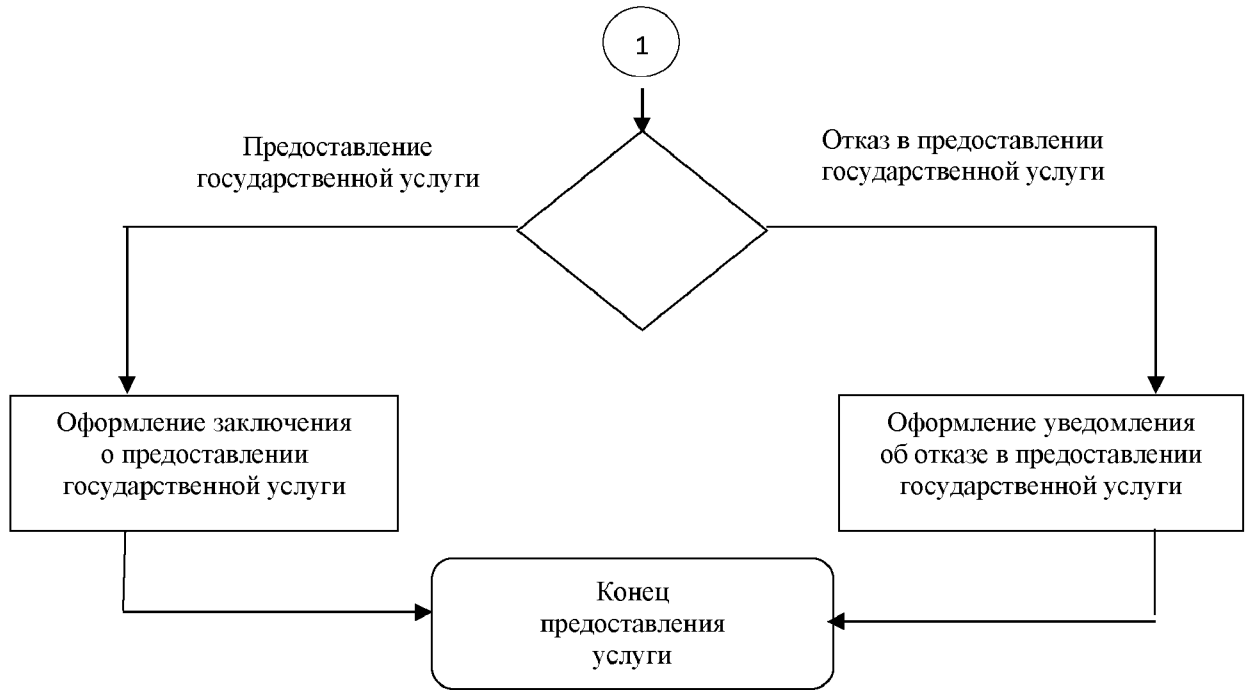 1
Предоставление
государственной услуги
Отказ в предоставлении
государственной услуги
Оформление заключения
о предоставлении
государственной услуги
Оформление уведомления
об отказе в предоставлении
государственной услуги
Конец
предоставления
услуги